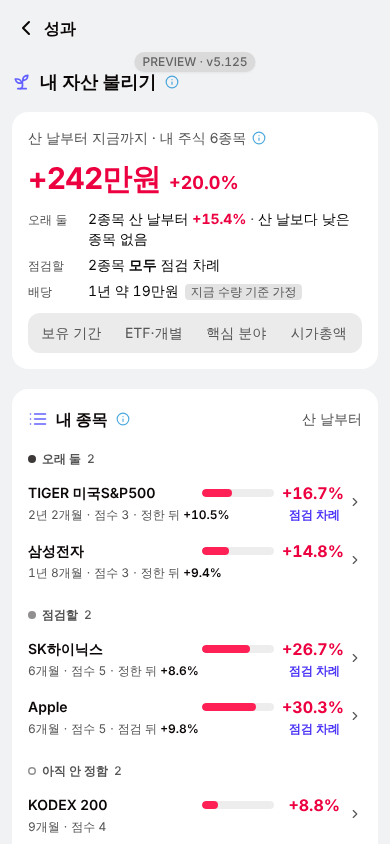 성과
PREVIEW · v5.125
내 자산 불리기
산 날부터 지금까지 · 내 주식 6종목
+242만원 +20.0%
오래 둘 2종목 산 날부터 +15.4% · 산 날보다 낮은
종목 없음
점검할 2종목 모두 점검 차례
배당 1년 약 19만원 지금 수량 기준 가정
보유 기간 ETF·개별 핵심 분야 시가총액
내 종목 산 날부터
오래 둘 2
TIGER 미국S&P500 +16.7%
2년 2개월 · 점수 3 · 정한 뒤 +10.5% 점검 차례
삼성전자 +14.8%
1년 8개월 · 점수 3 · 정한 뒤 +9.4%
점검할 2
SK하이닉스 +26.7%
6개월 · 점수 5 · 정한 뒤 +8.6% 점검 차례
Apple +30.3%
6개월 · 점수 5 · 점검 뒤 +9.8% 점검 차례
아직 안 정함 2
KODEX 200 +8.8%
9개월 · 점수 4